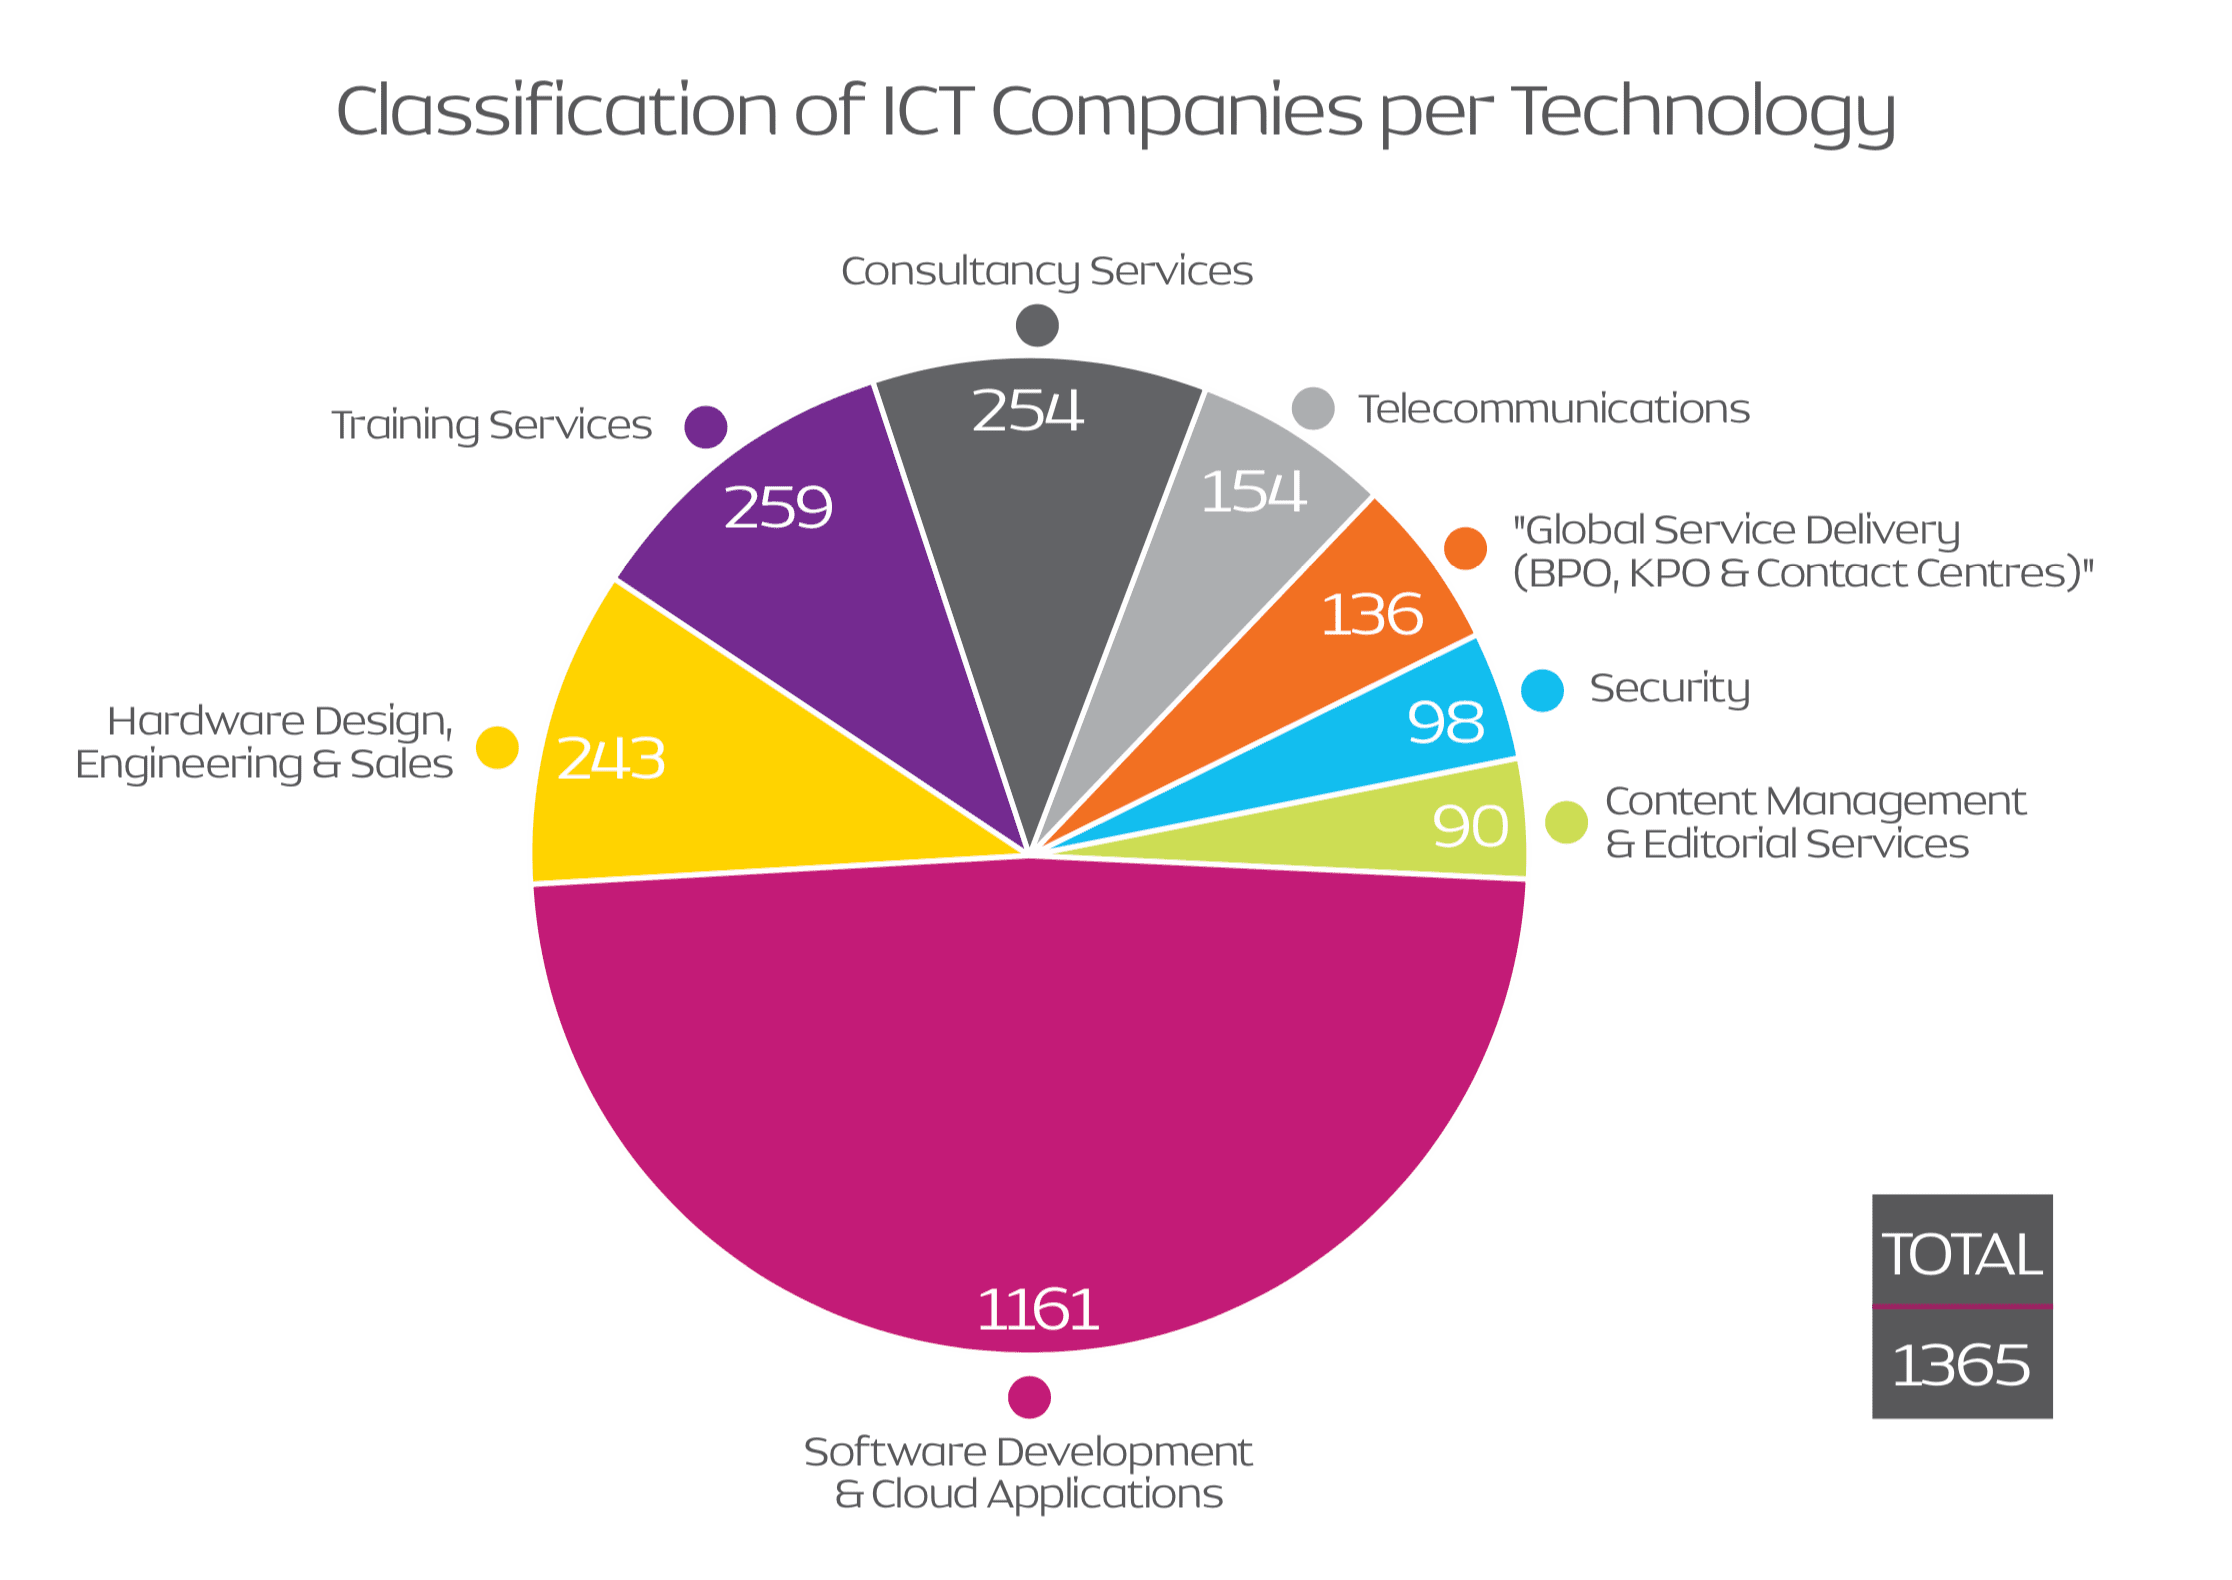 Classification of ICT Companies per Technology
Consultancy Services
254
Telecommunications
154
Training Services
259
"Global Service Delivery
(BPO, KPO & Contact Centres)"
136
Security
98
Hardware Design,
Engineering & Sales
243
Content Management
& Editorial Services
90
1161
Software Development
& Cloud Applications
TOTAL
1365